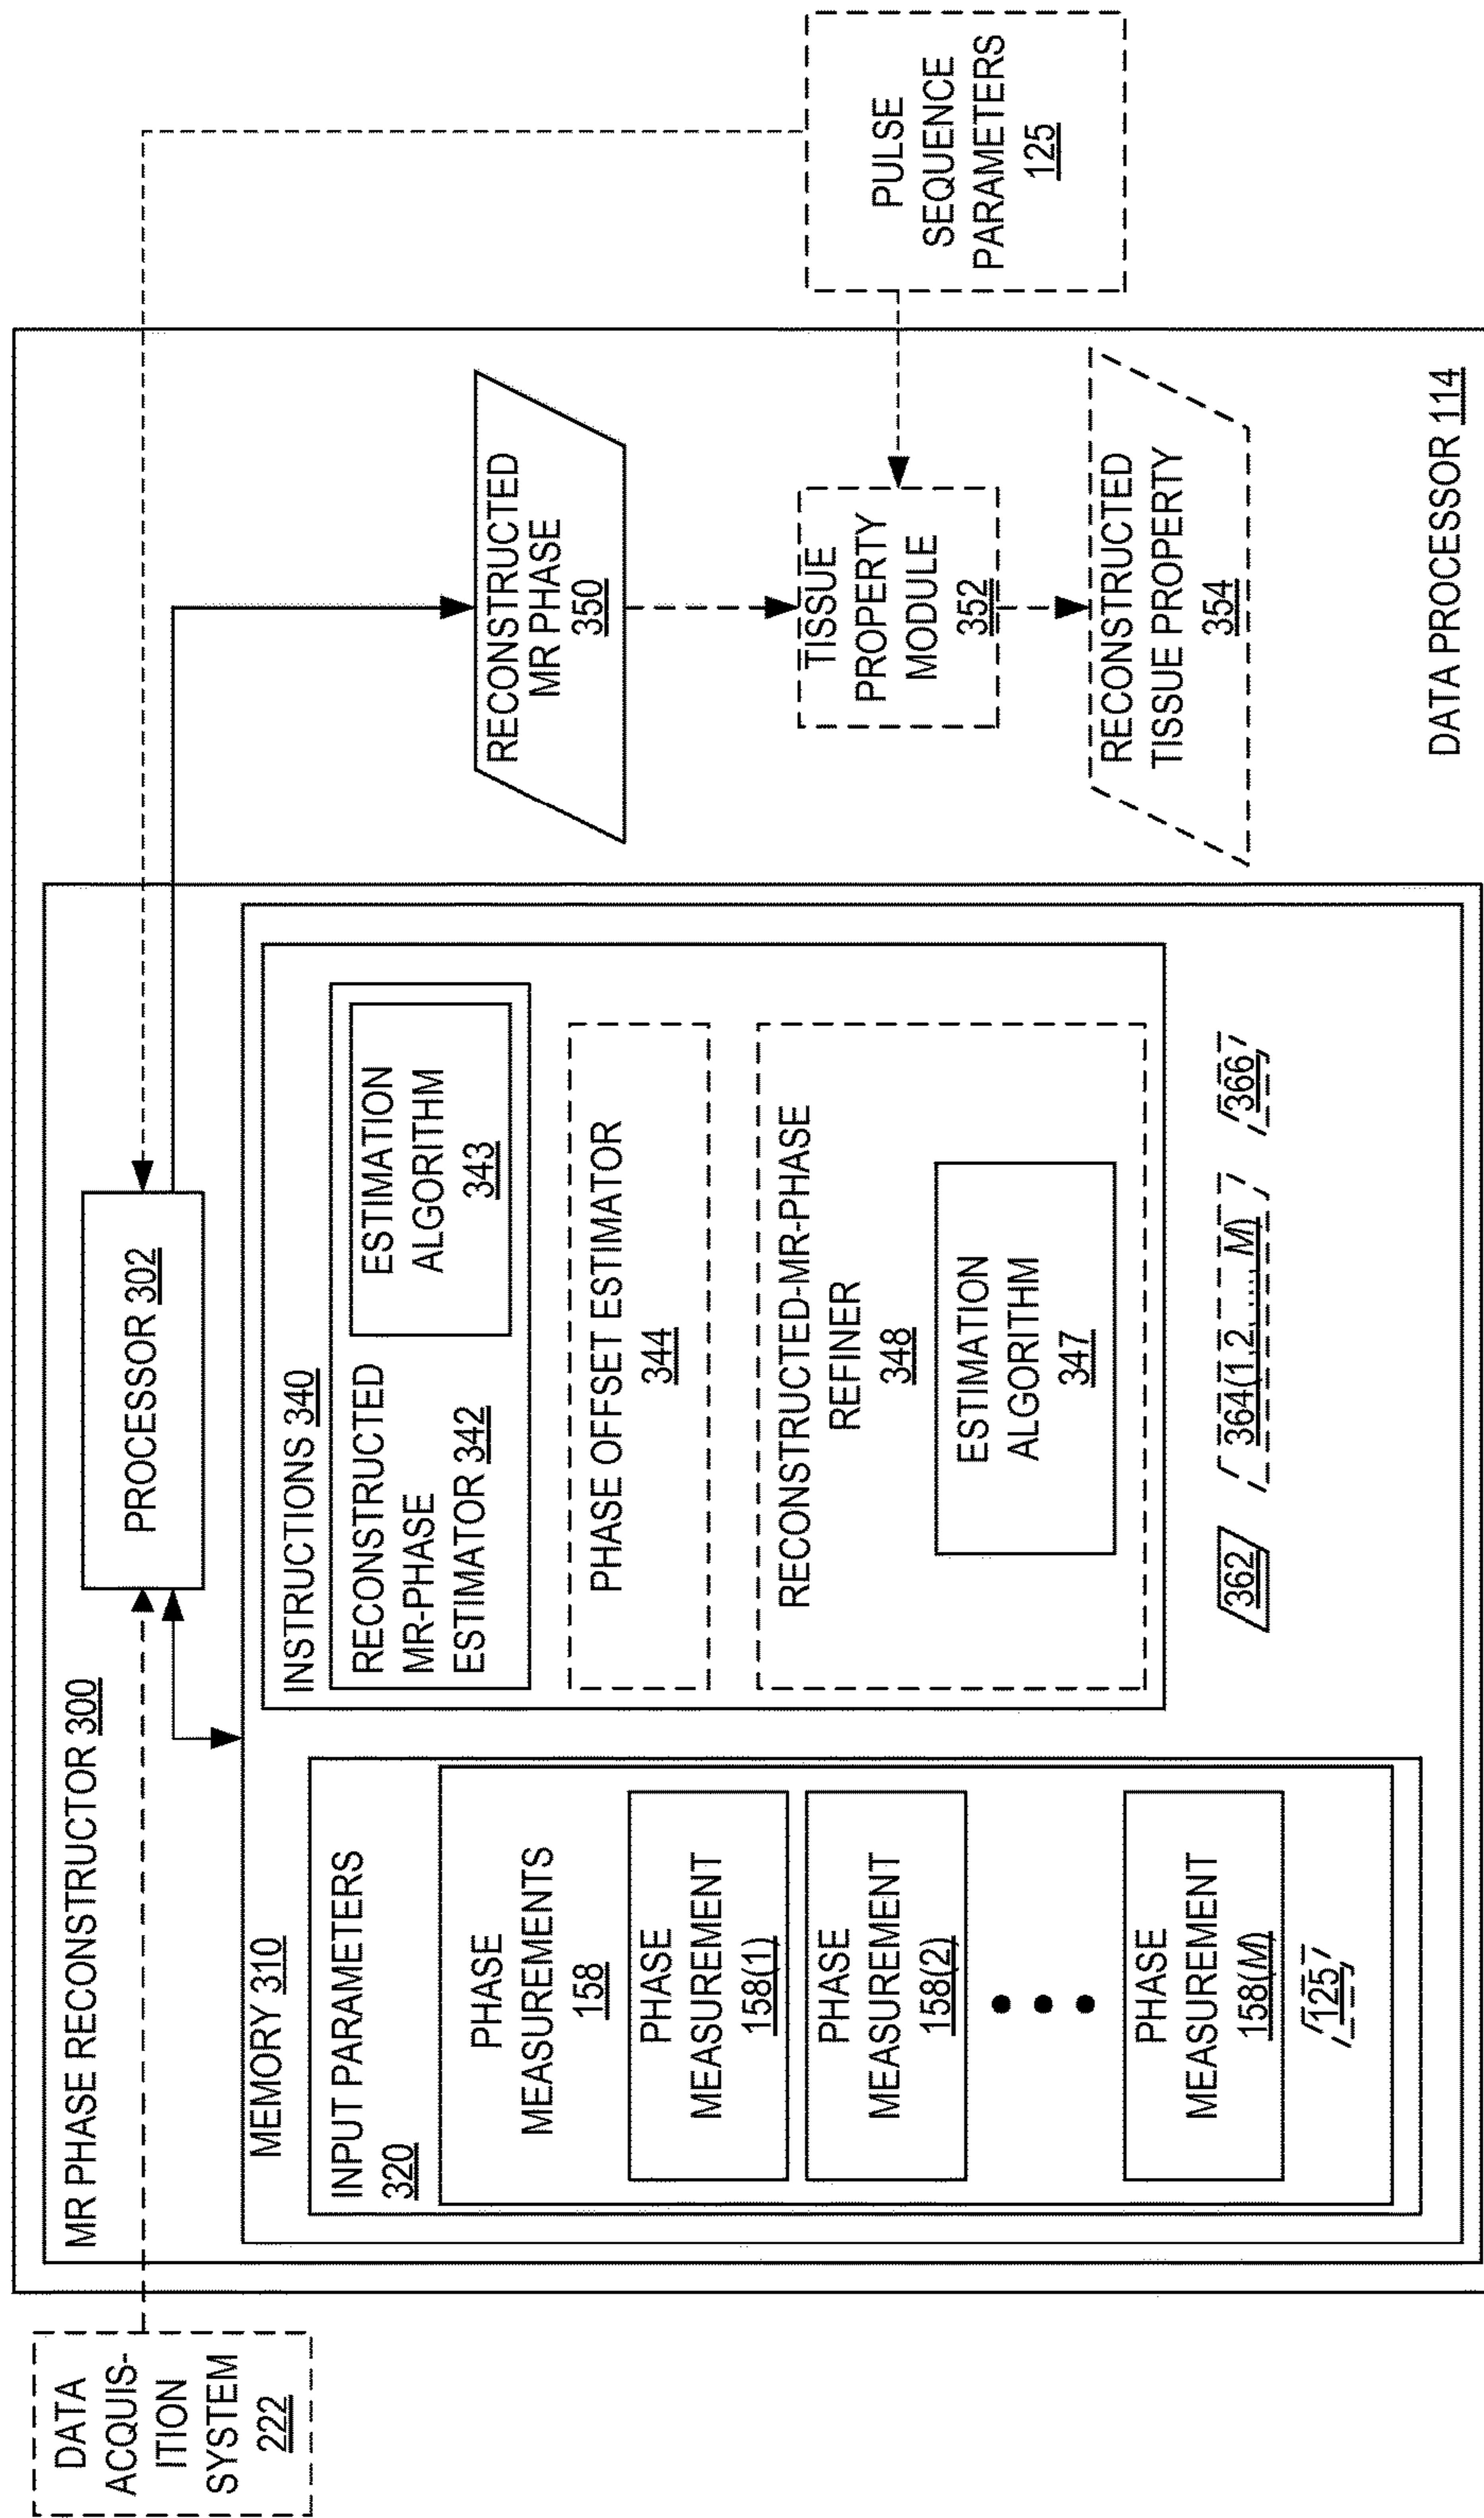 DATA
ACQUIS-
ITION
SYSTEM
222
MR PHASE RECONSTRUCTOR 300
PROCESSOR 302
MEMORY 310
INPUT PARAMETERS
320
PHASE
MEASUREMENTS
158
PHASE
MEASUREMENT
158(1)
PHASE
MEASUREMENT
158(2)
PHASE
MEASUREMENT
158(M)
125
INSTRUCTIONS 340
RECONSTRUCTED
MR-PHASE
ESTIMATOR 342
ESTIMATION
ALGORITHM
343
PHASE OFFSET ESTIMATOR
344
RECONSTRUCTED-MR-PHASE
REFINER
348
ESTIMATION
ALGORITHM
347
362
364(1,2, ... M)
366
RECONSTRUCTED
MR PHASE
350
TISSUE
PROPERTY
MODULE
352
RECONSTRUCTED
TISSUE PROPERTY
354
DATA PROCESSOR 114
PULSE
SEQUENCE
PARAMETERS
125